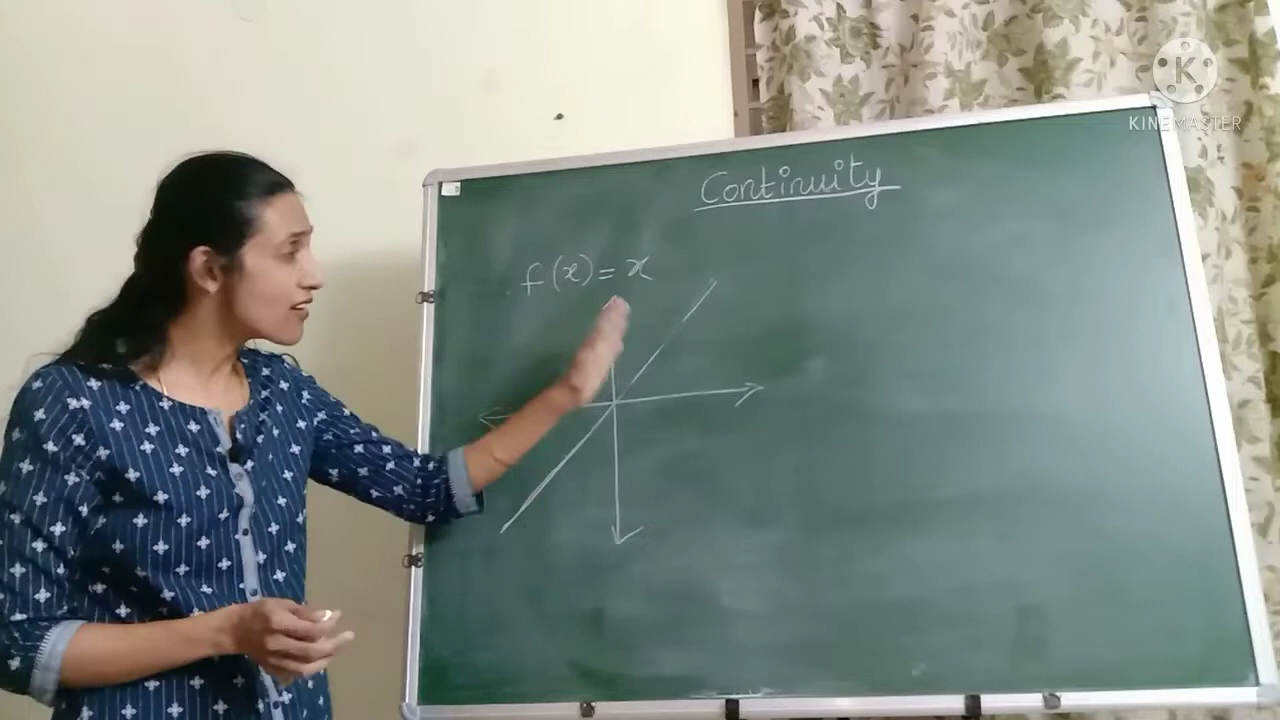 K
KINEMASTER
Continuity
f(x) = x